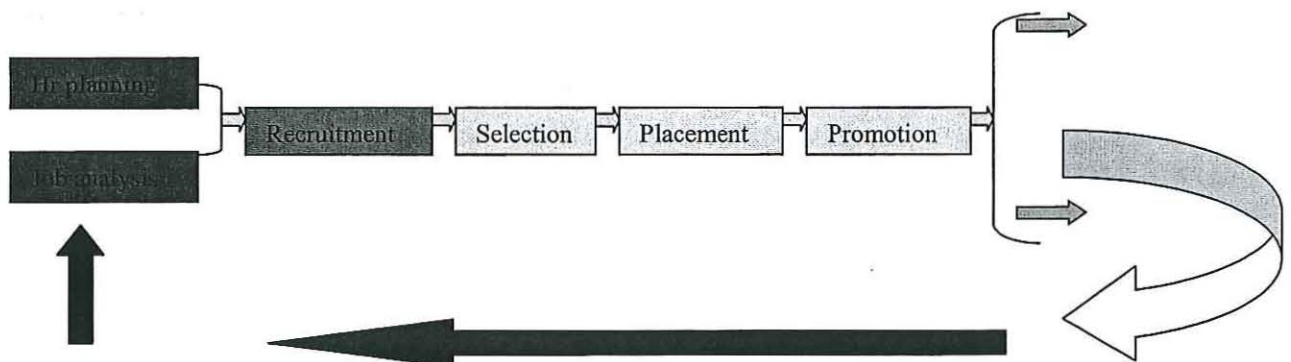 Hr planning
Recruitment
Selection
Placement
Promotion
Job analysis